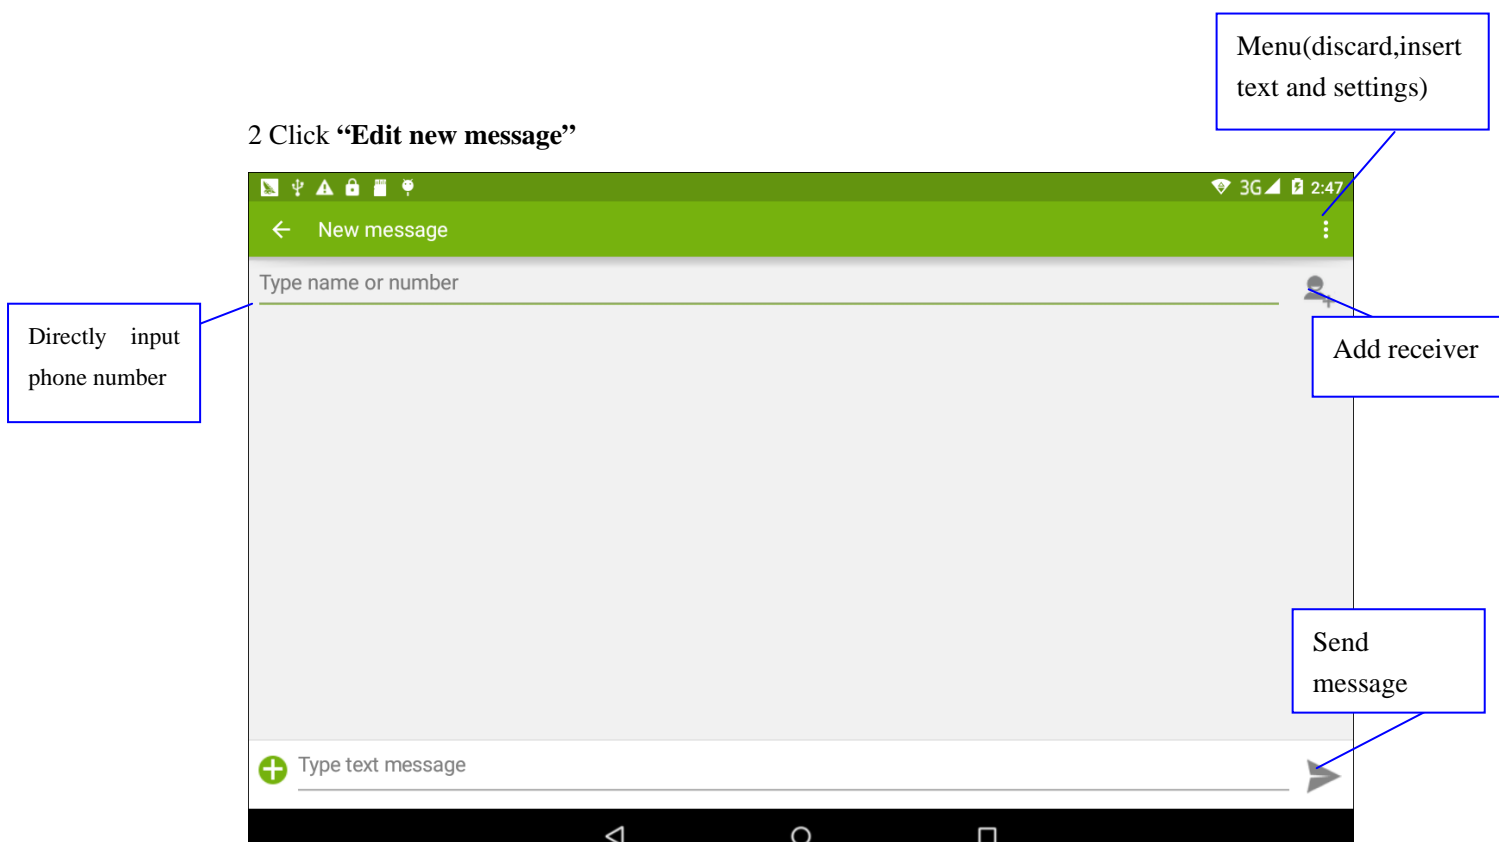 Menu(discard,insert
text and settings)
2 Click “Edit new message”
3G 2:47
New message
Type name or number
Directly input
phone number
Add receiver
Send
message
Type text message